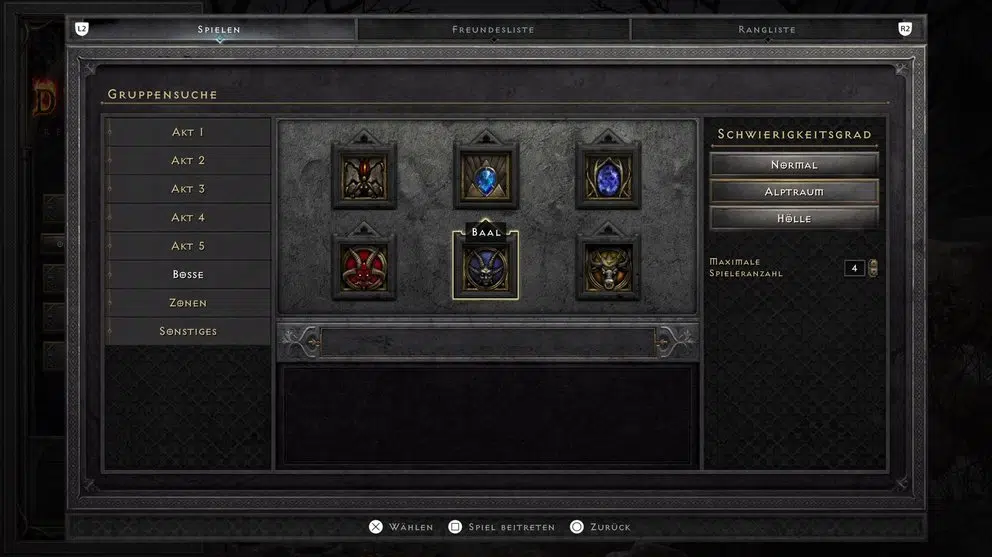 L2
Spielen
Freundesliste
Rangliste
R2
Gruppensuche
Akt 1
Akt 2
Akt 3
Akt 4
Akt 5
Bosse
Zonen
Sonstiges
Baal
Schwierigkeitsgrad
Normal
Alptraum
Hölle
Maximale
Spieleranzahl
4
Wählen
Spiel beitreten
Zurück